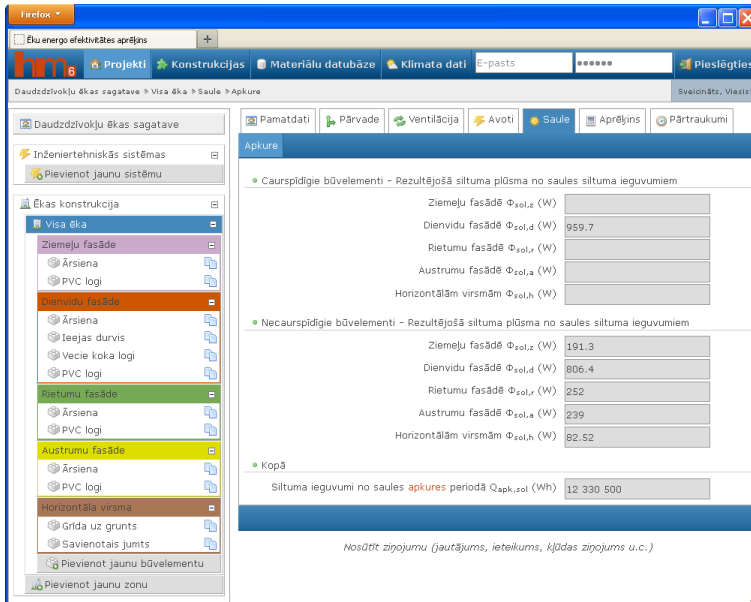 Firefox
Ēku energo efektivitātes aprēķins
+
hm6
Projekti
Konstrukcijas
Materiālu datubāze
Klimata dati
E-pasts
●●●●●●
Pieslēgties
Daudzdzīvokļu ēkas sagatave
Visa ēka
Saule
Apkure
Sveicināts, Viesis!
Daudzdzīvokļu ēkas sagatave
Inženiertehniskās sistēmas
Pievienot jaunu sistēmu
Ēkas konstrukcija
Visa ēka
Ziemeļu fasāde
Ārsiena
PVC logi
Dienvidu fasāde
Ārsiena
Ieejas durvis
Vecie koka logi
PVC logi
Rietumu fasāde
Ārsiena
PVC logi
Austrumu fasāde
Ārsiena
PVC logi
Horizontāla virsma
Grīda uz grunts
Savienotais jumts
Pievienot jaunu būvelementu
Pievienot jaunu zonu
Pamatdati
Pārvade
Ventilācija
Avoti
Saule
Aprēķins
Pārtraukumi
Apkure
Caurspīdīgie būvelementi - Rezultējošā siltuma plūsma no saules siltuma ieguvumiem
Ziemeļu fasādē Φsol,z (W)
Dienvidu fasādē Φsol,d (W) 959.7
Rietumu fasādē Φsol,r (W)
Austrumu fasādē Φsol,a (W)
Horizontālām virsmām Φsol,h (W)
Necaurspīdīgie būvelementi - Rezultējošā siltuma plūsma no saules siltuma ieguvumiem
Ziemeļu fasādē Φsol,z (W) 191.3
Dienvidu fasādē Φsol,d (W) 806.4
Rietumu fasādē Φsol,r (W) 252
Austrumu fasādē Φsol,a (W) 239
Horizontālām virsmām Φsol,h (W) 82.52
Kopā
Siltuma ieguvumi no saules apkures periodā Qapk,sol (Wh) 12 330 500
Nosūtīt ziņojumu (jautājums, ieteikums, kļūdas ziņojums u.c.)